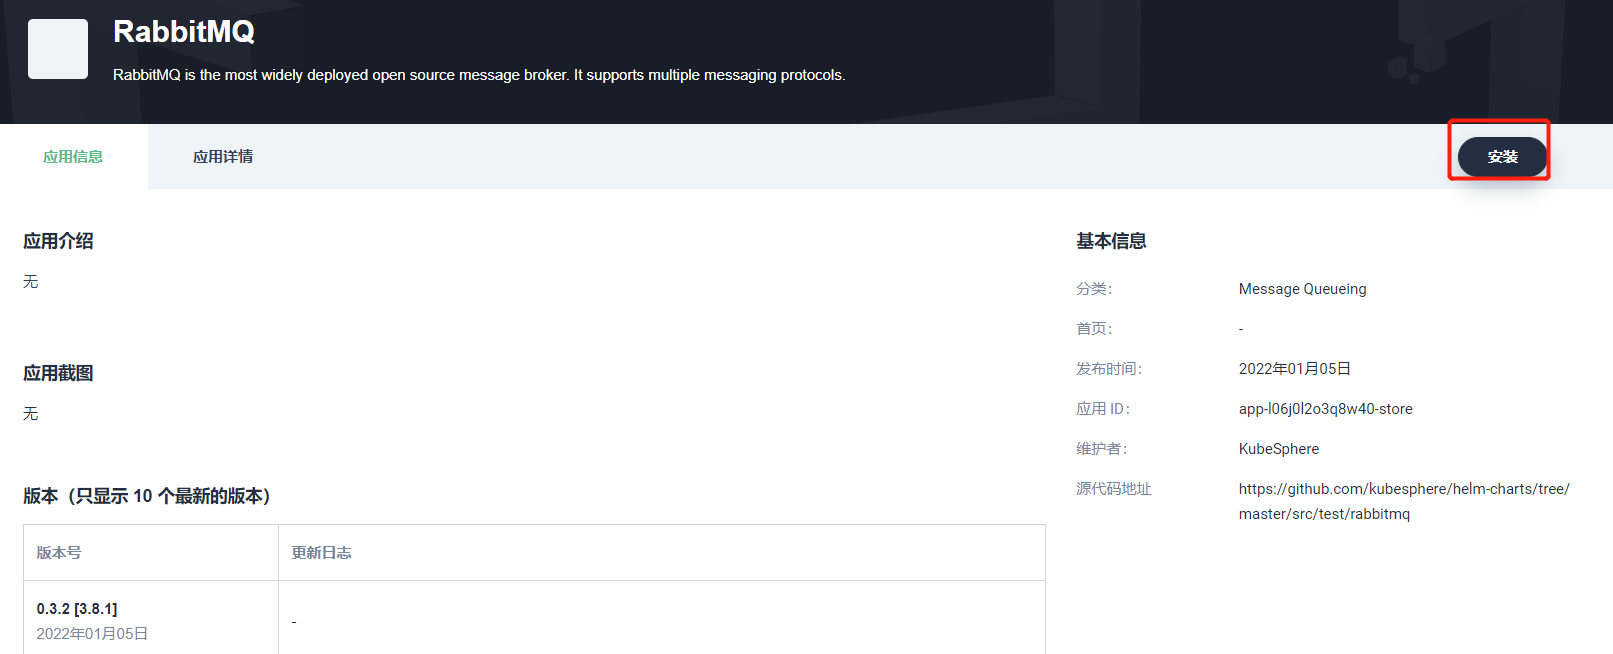 RabbitMQ
RabbitMQ is the most widely deployed open source message broker. It supports multiple messaging protocols.
应用信息
应用详情
安装
应用介绍
无
应用截图
无
版本（只显示 10 个最新的版本）
版本号
更新日志
0.3.2 [3.8.1]
2022年01月05日
-
基本信息
分类：
Message Queueing
首页：
-
发布时间：
2022年01月05日
应用 ID：
app-l06j0l2o3q8w40-store
维护者：
KubeSphere
源代码地址
https://github.com/kubesphere/helm-charts/tree/
master/src/test/rabbitmq